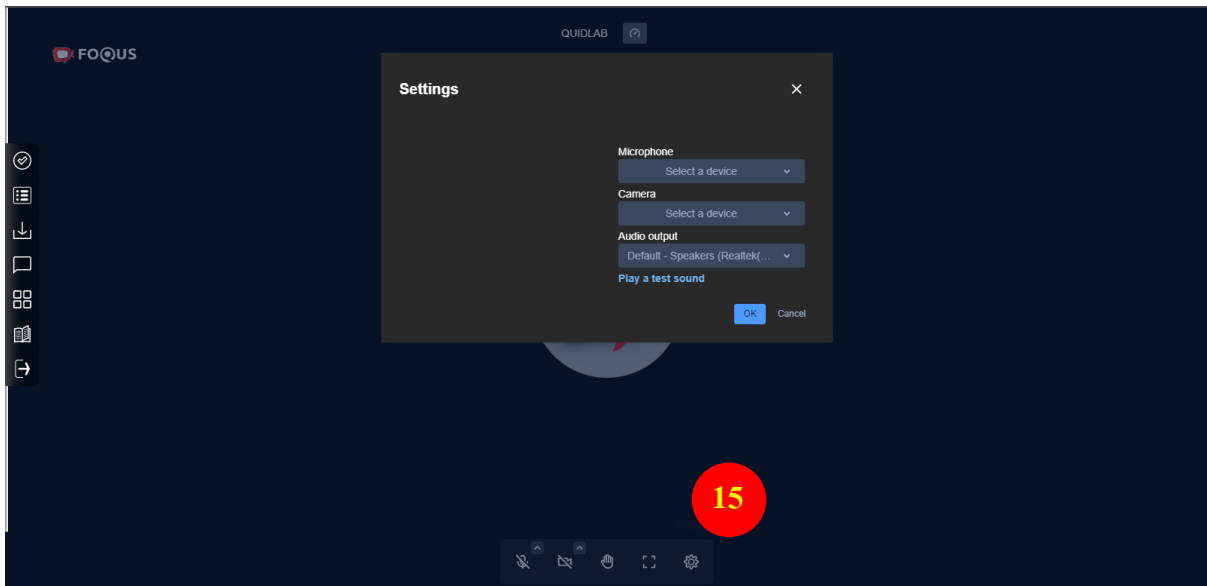 QUIDLAB
FOQUS
Settings
Microphone
Select a device
Camera
Select a device
Audio output
Default - Speakers (Realtek(...
Play a test sound
OK Cancel
15